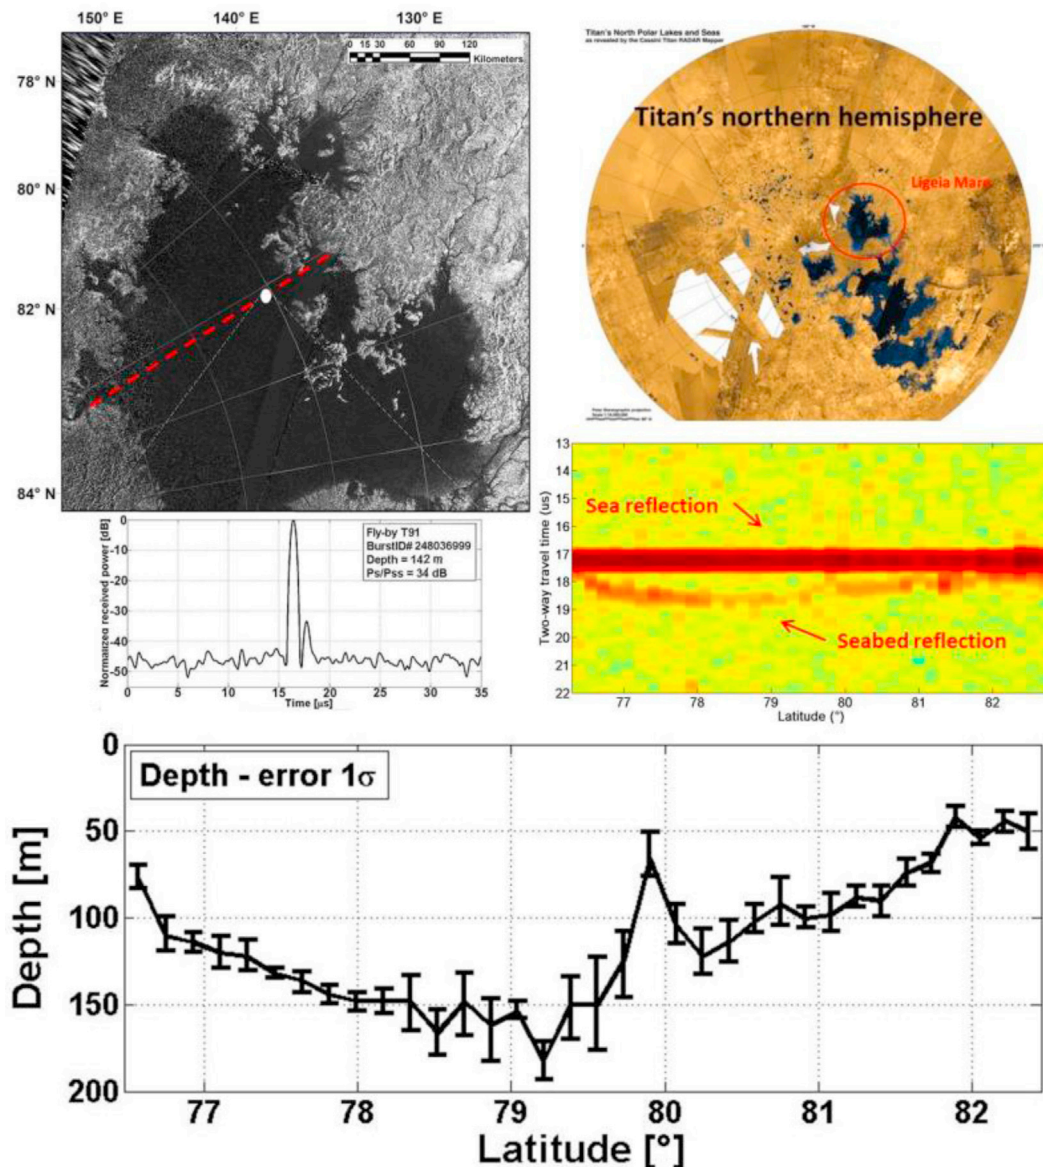 150° E 140° E 130° E
0 15 30 60 90 120
Kilometers
78° N
80° N
82° N
84° N
Titan's North Polar Lakes and Seas
as revealed by the Cassini Titan RADAR Mapper
Titan's northern hemisphere
Ligeia Mare
Polar Stereographic projection
Fly-by T91
BurstID# 248036999
Depth = 142 m
Ps/Pss = 34 dB
Normalized received power [dB]
0
-10
-20
-30
-40
-50
0 5 10 15 20 25 30 35
Time [μs]
Sea reflection
Seabed reflection
Two-way travel time (us)
13
14
15
16
17
18
19
20
21
22
77 78 79 80 81 82
Latitude (°)
Depth - error 1σ
Depth [m]
0
50
100
150
200
77 78 79 80 81 82
Latitude [°]